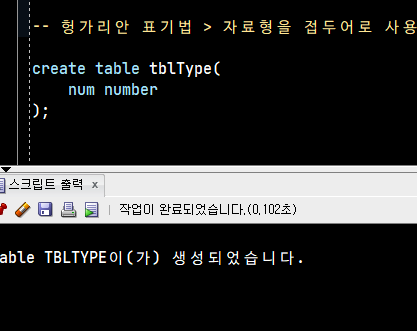 -- 헝가리안 표기법 > 자료형을 접두어로 사용
create table tblType(
num number
);
스크립트 출력 x
작업이 완료되었습니다.(0,102초)
able TBLTYPE이(가) 생성되었습니다.